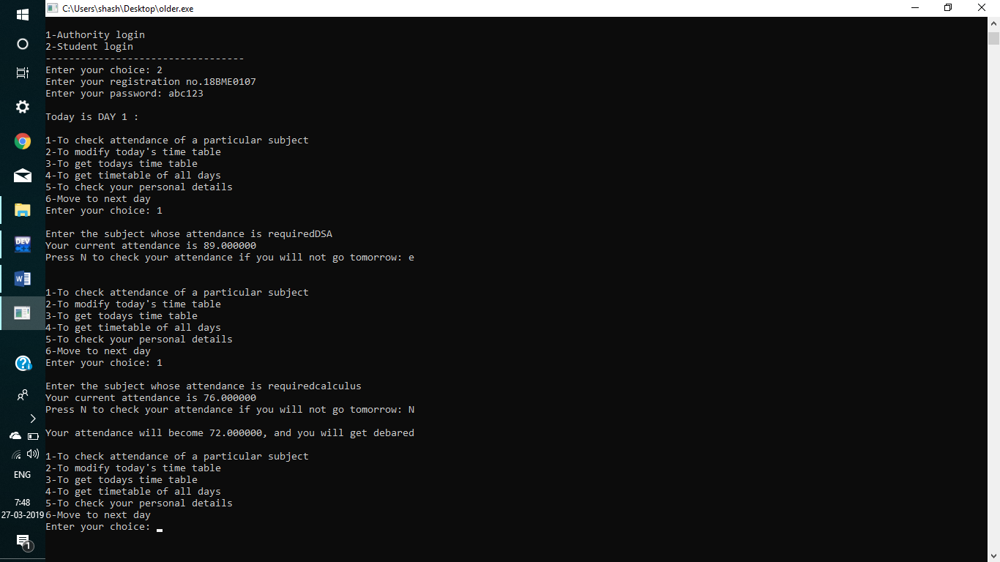 C:\Users\shash\Desktop\older.exe
1-Authority login
2-Student login
----------------------------------
Enter your choice: 2
Enter your registration no.18BME0107
Enter your password: abc123
Today is DAY 1 :
1-To check attendance of a particular subject
2-To modify today's time table
3-To get todays time table
4-To get timetable of all days
5-To check your personal details
6-Move to next day
Enter your choice: 1
Enter the subject whose attendance is requiredDSA
Your current attendance is 89.000000
Press N to check your attendance if you will not go tomorrow: e
1-To check attendance of a particular subject
2-To modify today's time table
3-To get todays time table
4-To get timetable of all days
5-To check your personal details
6-Move to next day
Enter your choice: 1
Enter the subject whose attendance is requiredcalculus
Your current attendance is 76.000000
Press N to check your attendance if you will not go tomorrow: N
Your attendance will become 72.000000, and you will get debared
1-To check attendance of a particular subject
2-To modify today's time table
3-To get todays time table
4-To get timetable of all days
5-To check your personal details
6-Move to next day
Enter your choice:
DEV
W
ENG
7:48
27-03-2019
1